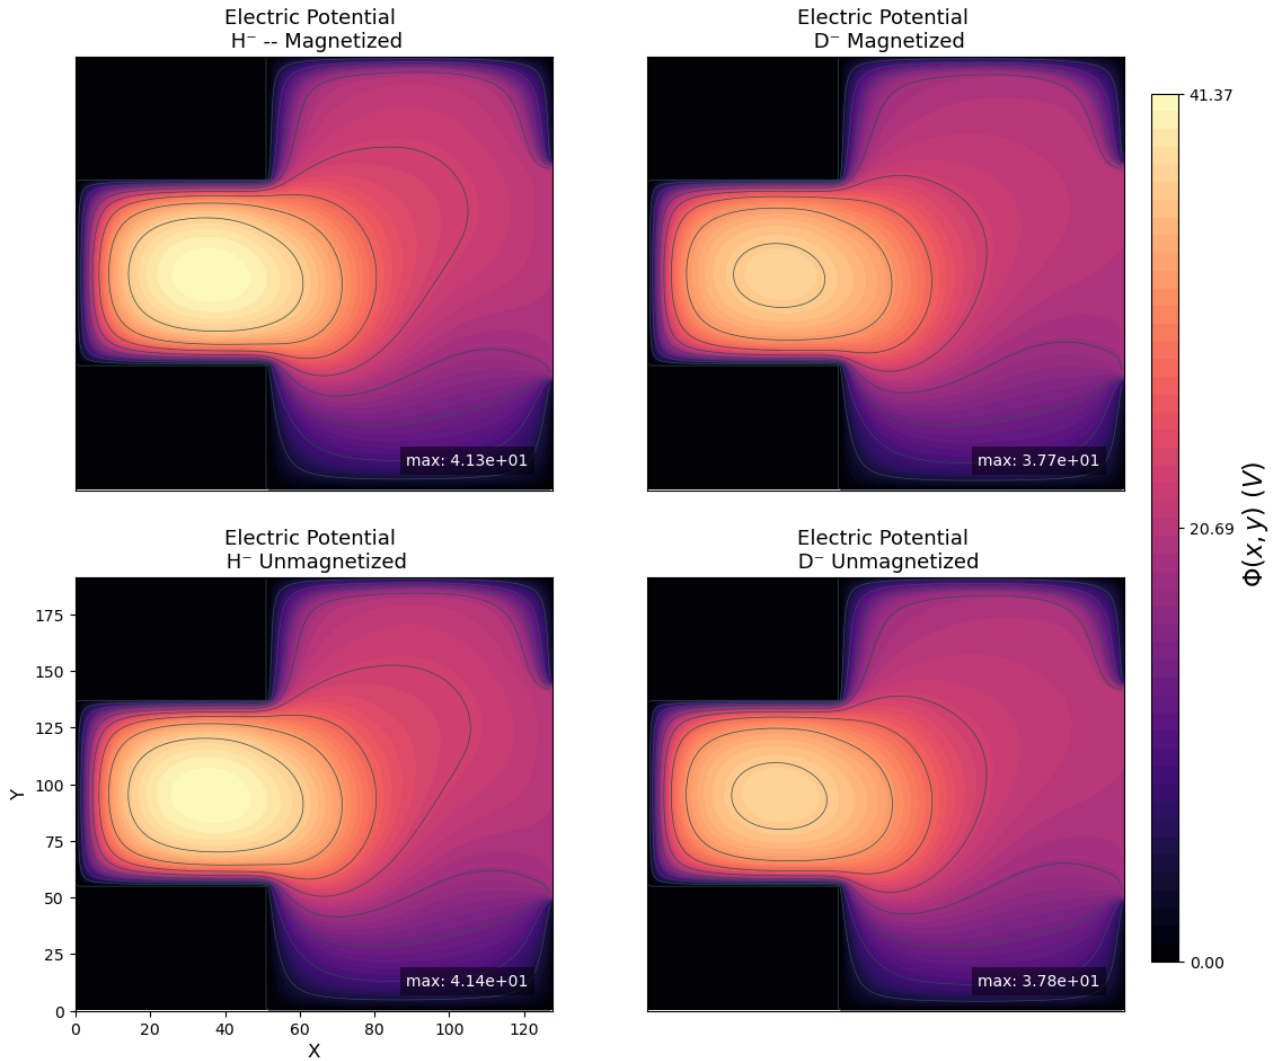 Electric Potential
H⁻ -- Magnetized
Electric Potential
D⁻ Magnetized
max: 4.13e+01
max: 3.77e+01
41.37
20.69
0.00
Φ(x, y) (V)
Electric Potential
H⁻ Unmagnetized
Electric Potential
D⁻ Unmagnetized
175
150
125
100
75
50
25
0
Y
max: 4.14e+01
max: 3.78e+01
0 20 40 60 80 100 120
X